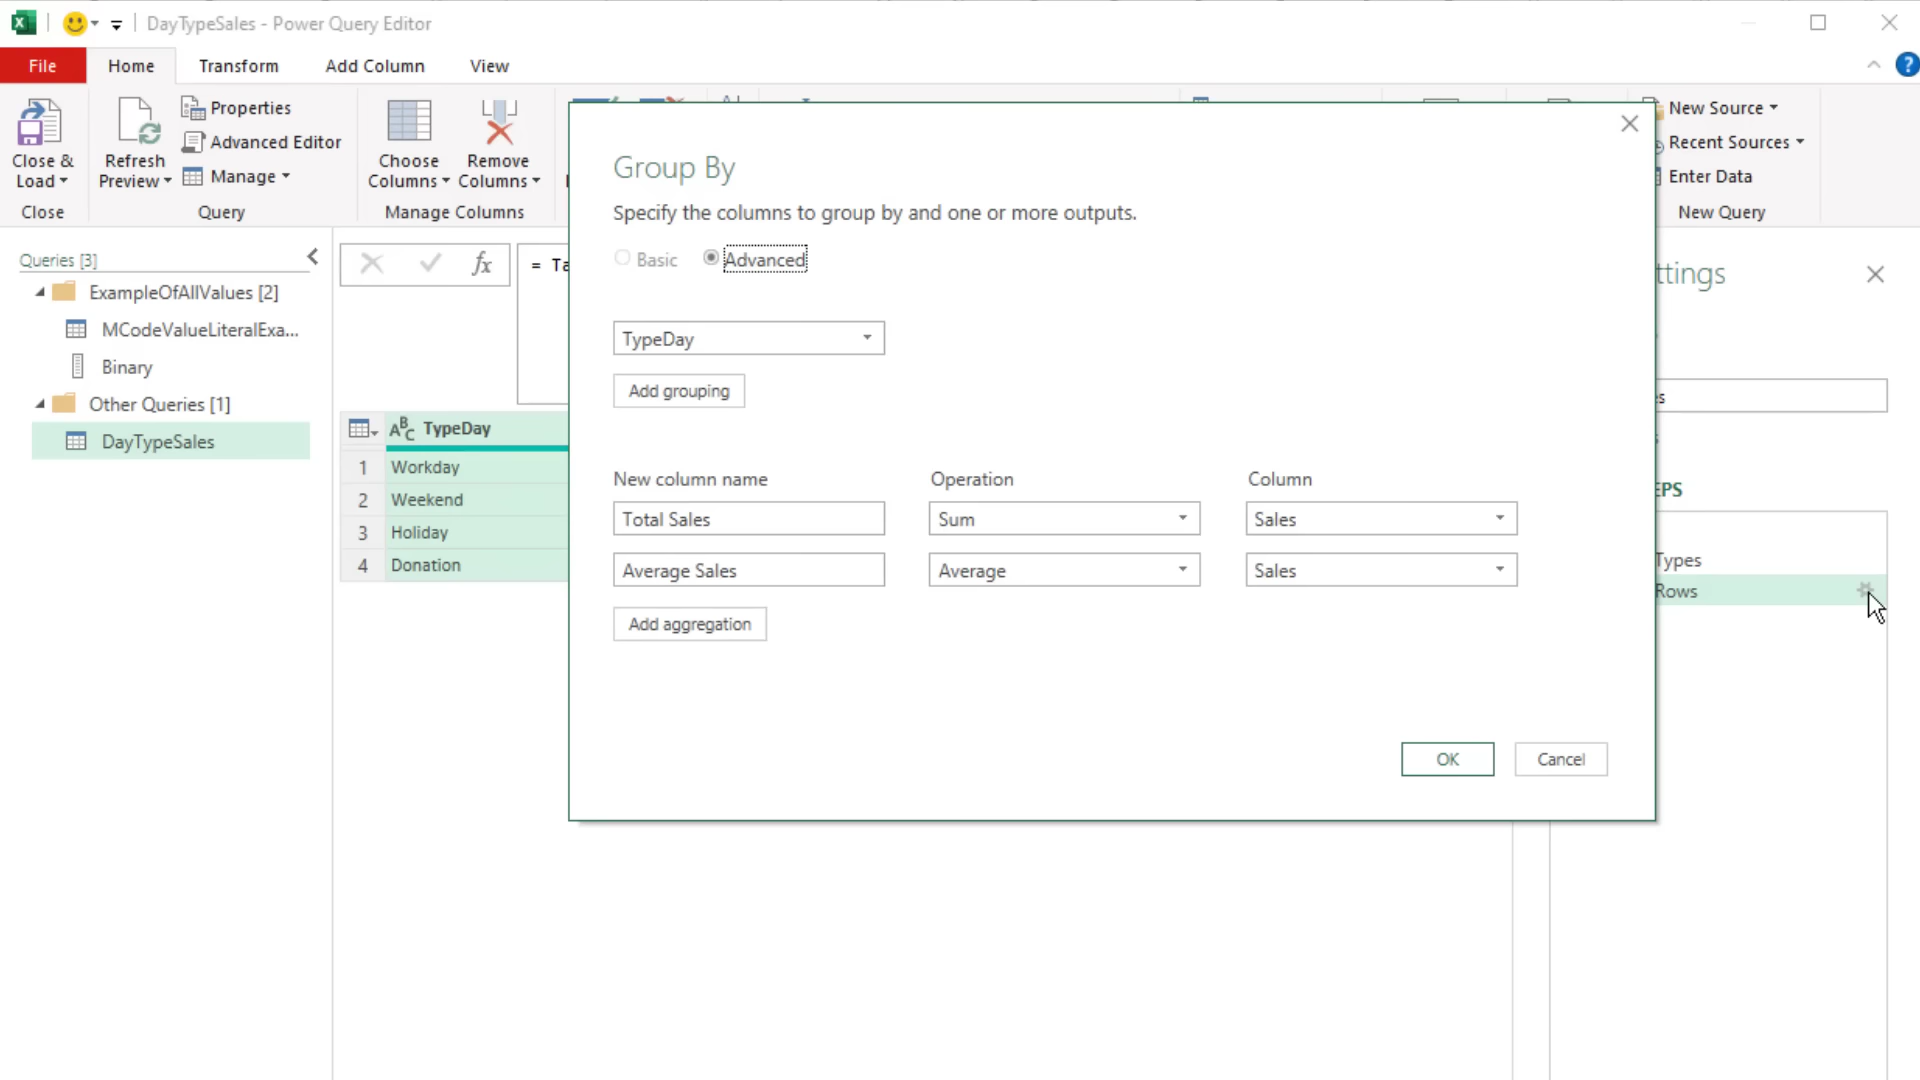 DayTypeSales - Power Query Editor
File Home Transform Add Column View
Close & Load
Refresh Preview
Properties
Advanced Editor
Manage
Choose Columns
Remove Columns
New Source
Recent Sources
Enter Data
Close
Query
Manage Columns
New Query
Queries [3]
ExampleOfAllValues [2]
MCodeValueLiteralExa...
Binary
Other Queries [1]
DayTypeSales
fx
= Ta
ABC TypeDay
1 Workday
2 Weekend
3 Holiday
4 Donation
Group By
Specify the columns to group by and one or more outputs.
Basic Advanced
TypeDay
Add grouping
New column name Operation Column
Total Sales Sum Sales
Average Sales Average Sales
Add aggregation
OK Cancel
ttings
s
EPS
Types
Rows